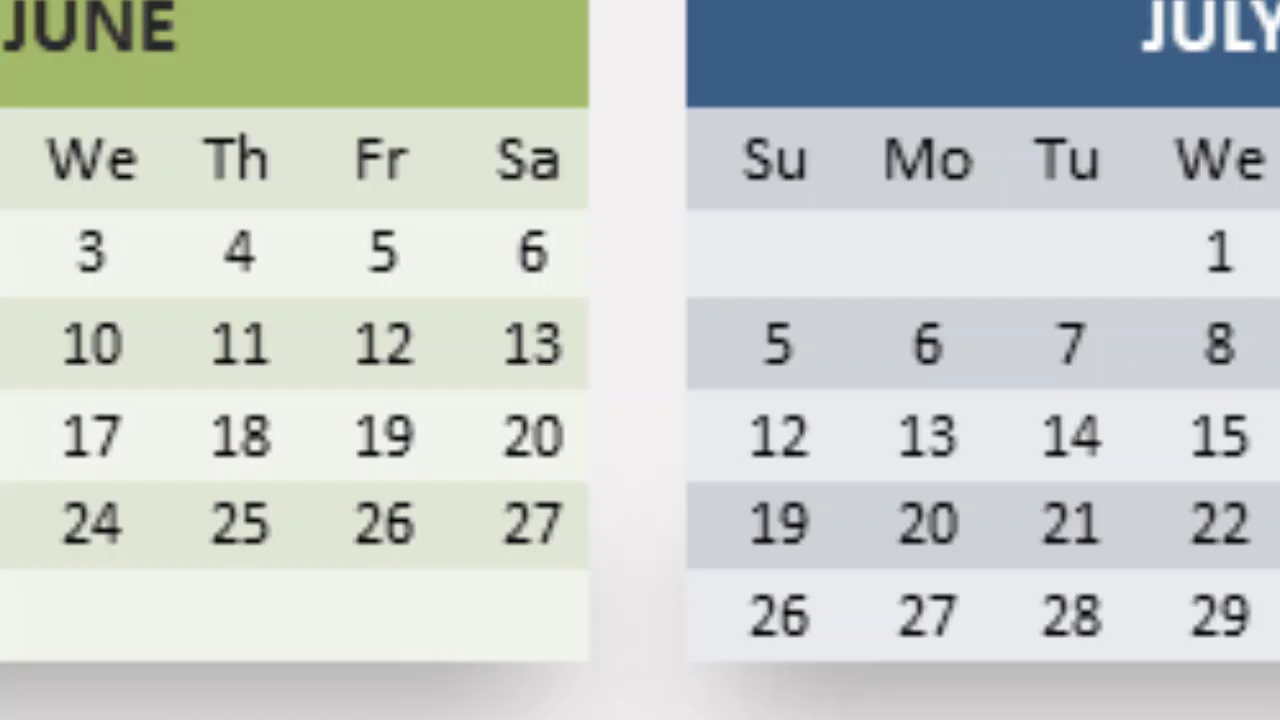 JUNE
We Th Fr Sa
3 4 5 6
10 11 12 13
17 18 19 20
24 25 26 27
JULY
Su Mo Tu We
1
5 6 7 8
12 13 14 15
19 20 21 22
26 27 28 29